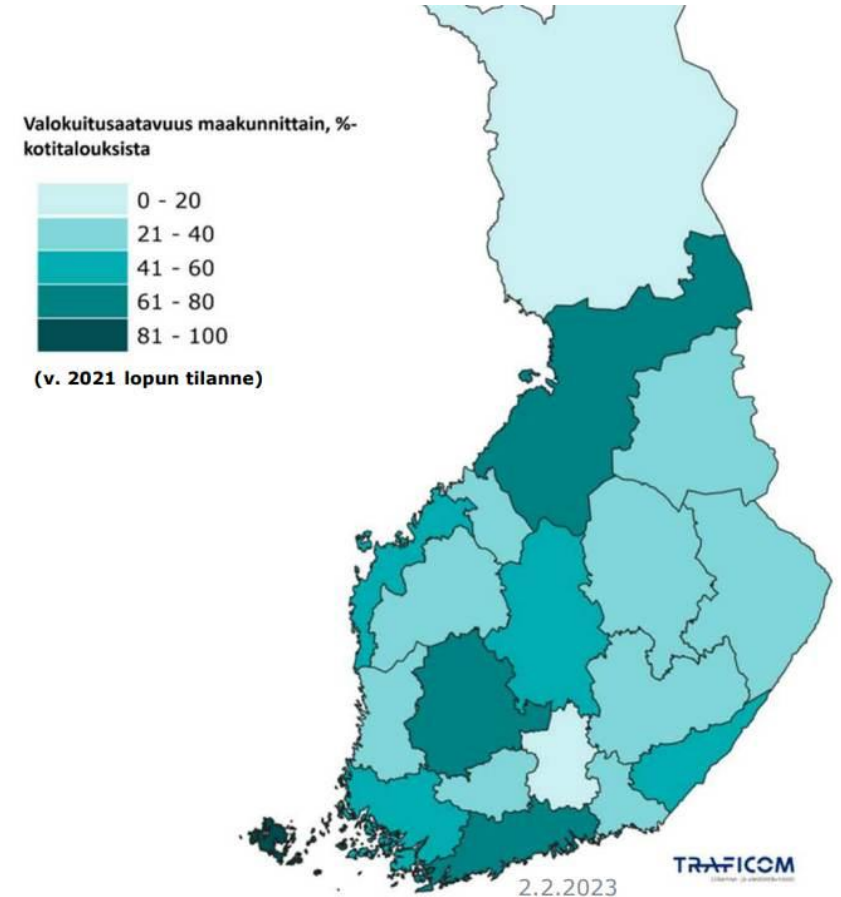 Valokuitusaatavuus maakunnittain, %-
kotitalouksista
0 - 20
21 - 40
41 - 60
61 - 80
81 - 100
(v. 2021 lopun tilanne)
TRAFICOM
2.2.2023